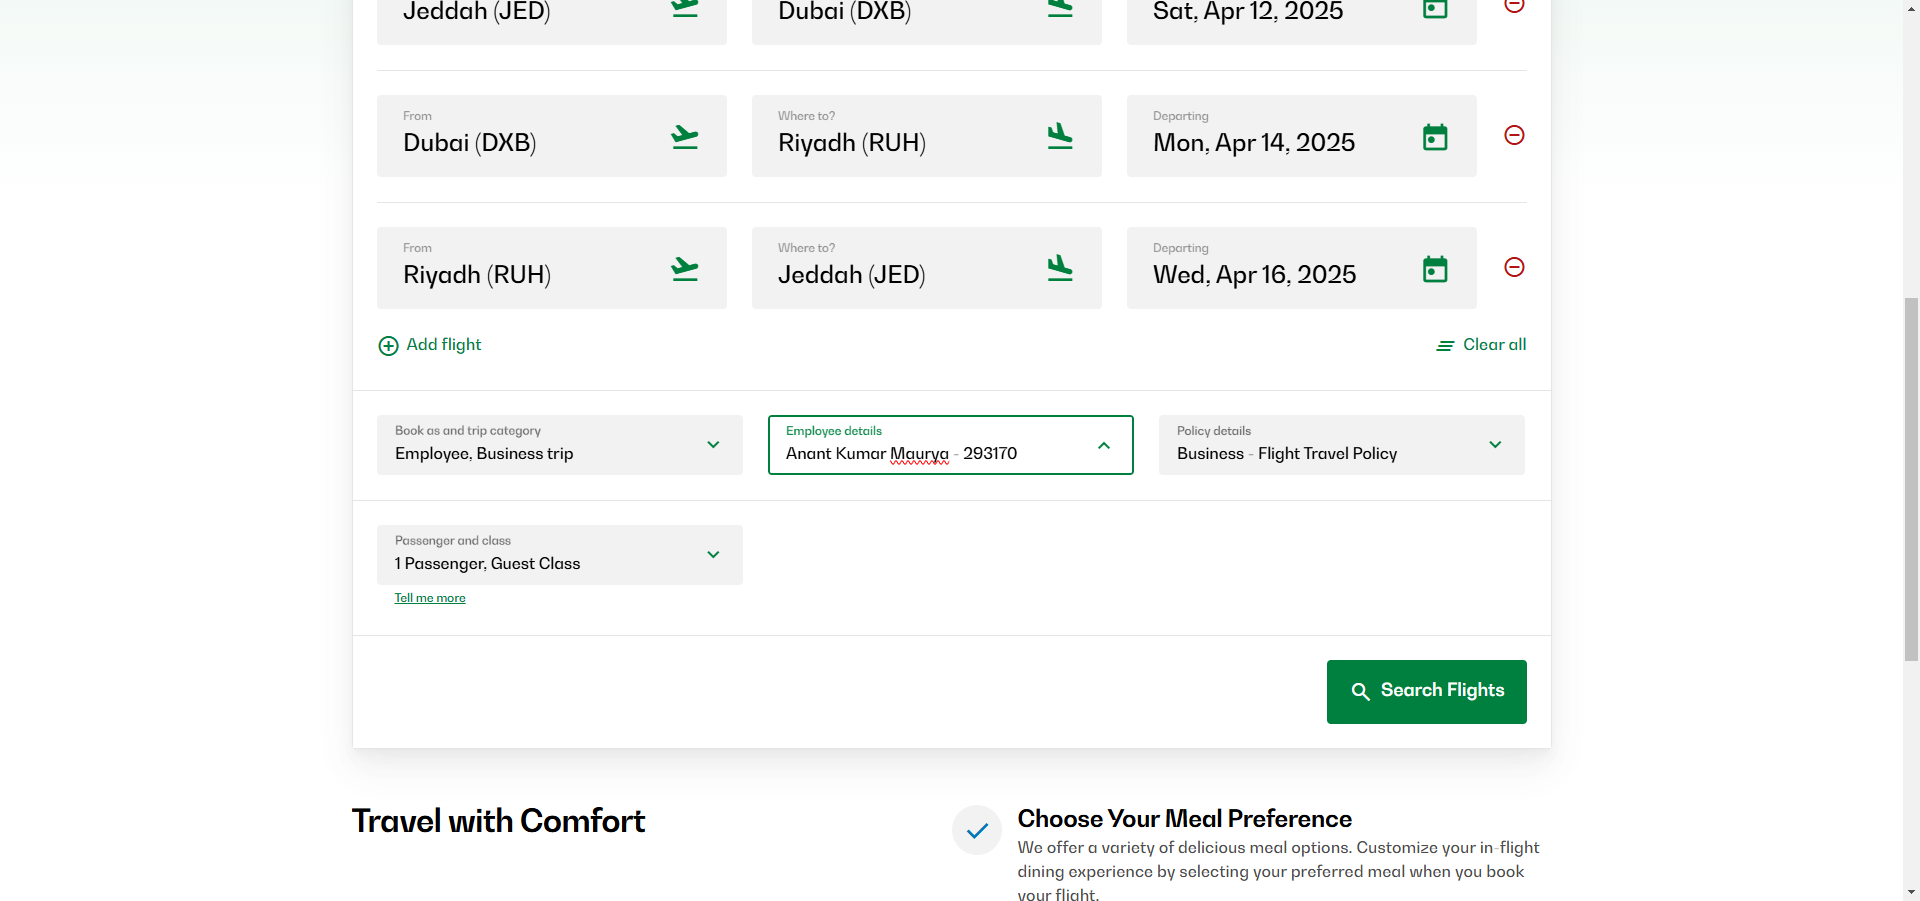 Jeddah (JED) Dubai (DXB) Sat, Apr 12, 2025
From Where to? Departing
Dubai (DXB) Riyadh (RUH) Mon, Apr 14, 2025
From Where to? Departing
Riyadh (RUH) Jeddah (JED) Wed, Apr 16, 2025
Add flight Clear all
Book as and trip category Employee details Policy details
Employee, Business trip Anant Kumar Maurya - 293170 Business - Flight Travel Policy
Passenger and class
1 Passenger, Guest Class
Tell me more
Search Flights
Travel with Comfort Choose Your Meal Preference
We offer a variety of delicious meal options. Customize your in-flight
dining experience by selecting your preferred meal when you book
your flight.